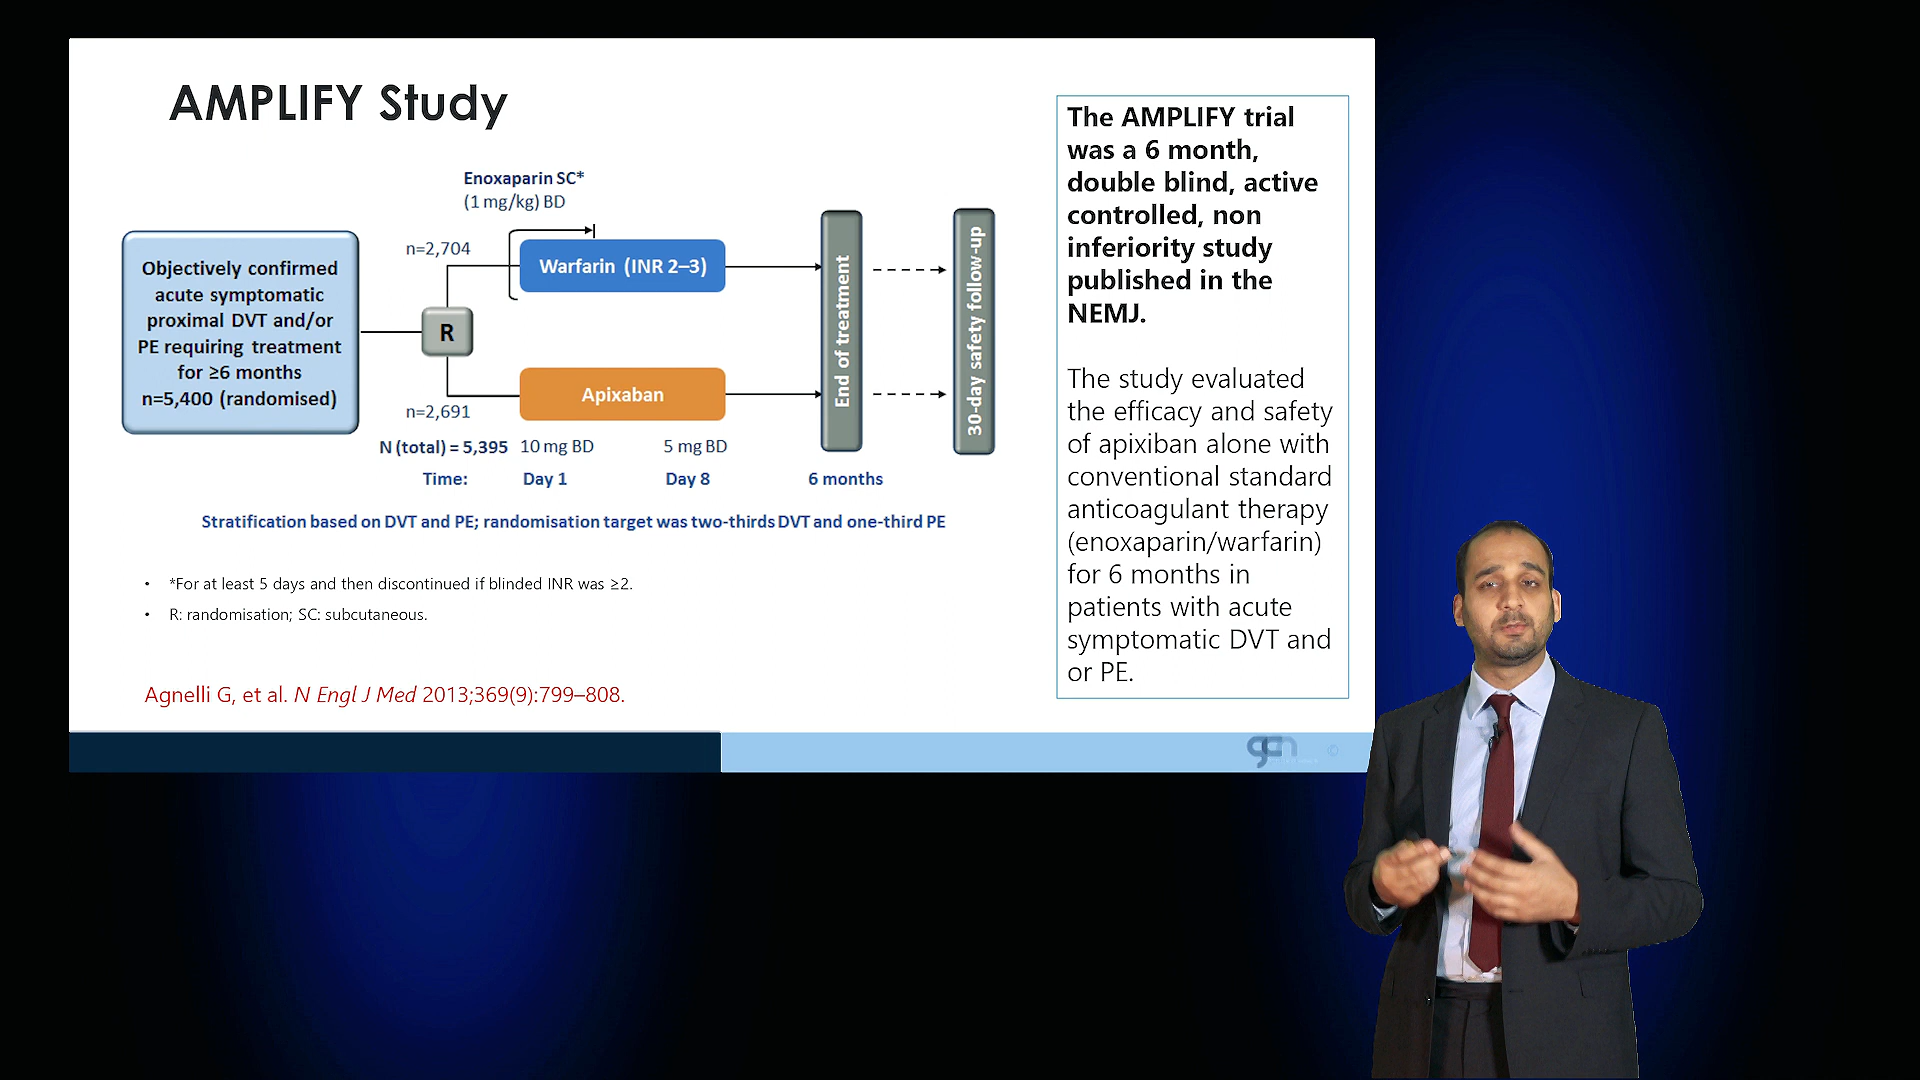 AMPLIFY Study
Enoxaparin SC*
(1 mg/kg) BD
n=2,704
Warfarin (INR 2–3)
Objectively confirmed
acute symptomatic
proximal DVT and/or
PE requiring treatment
for ≥6 months
n=5,400 (randomised)
R
Apixaban
n=2,691
End of treatment
30-day safety follow-up
N (total) = 5,395 10 mg BD 5 mg BD
Time: Day 1 Day 8 6 months
Stratification based on DVT and PE; randomisation target was two-thirds DVT and one-third PE
• *For at least 5 days and then discontinued if blinded INR was ≥2.
• R: randomisation; SC: subcutaneous.
Agnelli G, et al. N Engl J Med 2013;369(9):799–808.
The AMPLIFY trial
was a 6 month,
double blind, active
controlled, non
inferiority study
published in the
NEMJ.
The study evaluated
the efficacy and safety
of apixiban alone with
conventional standard
anticoagulant therapy
(enoxaparin/warfarin)
for 6 months in
patients with acute
symptomatic DVT and
or PE.
gcn
©